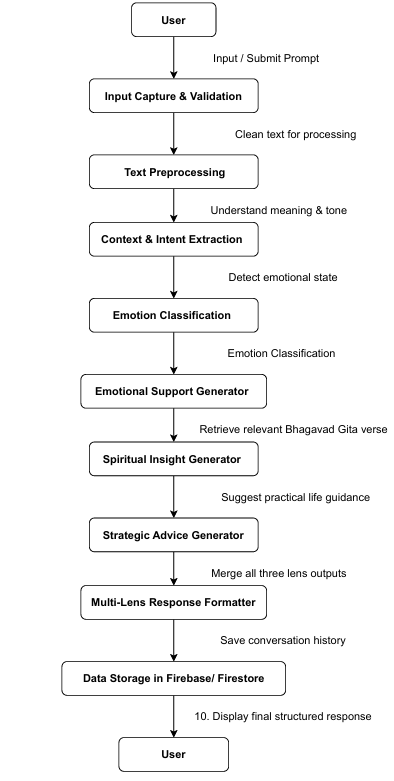 User
Input / Submit Prompt
Input Capture & Validation
Clean text for processing
Text Preprocessing
Understand meaning & tone
Context & Intent Extraction
Detect emotional state
Emotion Classification
Emotion Classification
Emotional Support Generator
Retrieve relevant Bhagavad Gita verse
Spiritual Insight Generator
Suggest practical life guidance
Strategic Advice Generator
Merge all three lens outputs
Multi-Lens Response Formatter
Save conversation history
Data Storage in Firebase/ Firestore
10. Display final structured response
User